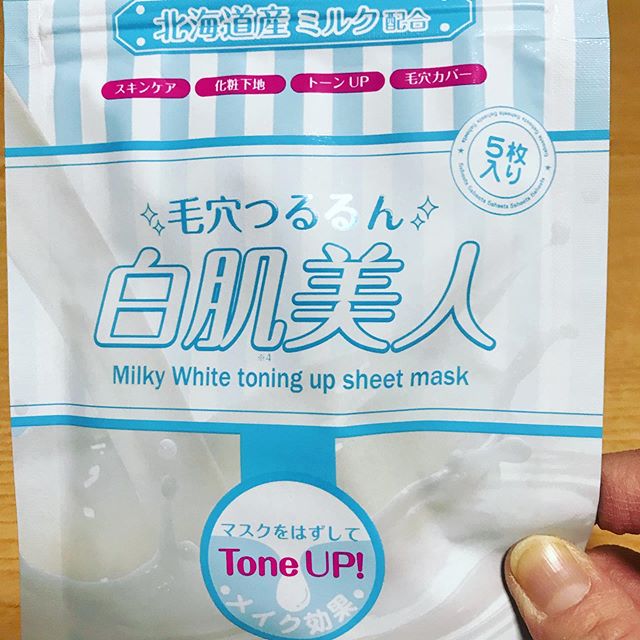 北海道産ミルク配合
スキンケア 化粧下地 トーンUP 毛穴カバー
5枚
入り
毛穴つるるん
白肌美人
※4
Milky White toning up sheet mask
マスクをはずして
Tone UP!
メイク効果